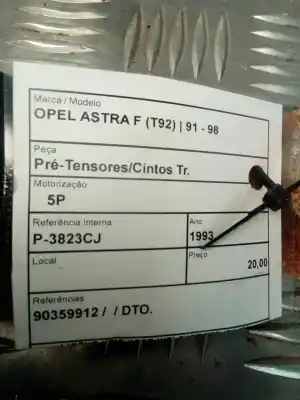 Marca / Modelo
OPEL ASTRA F (T92) | 91 - 98
Peça
Pré-Tensores/Cintos Tr.
Motorização
5P
Referência Interna
Ano
P-3823CJ
1993
Local
Preço
20,00
Referências
90359912 / / DTO.